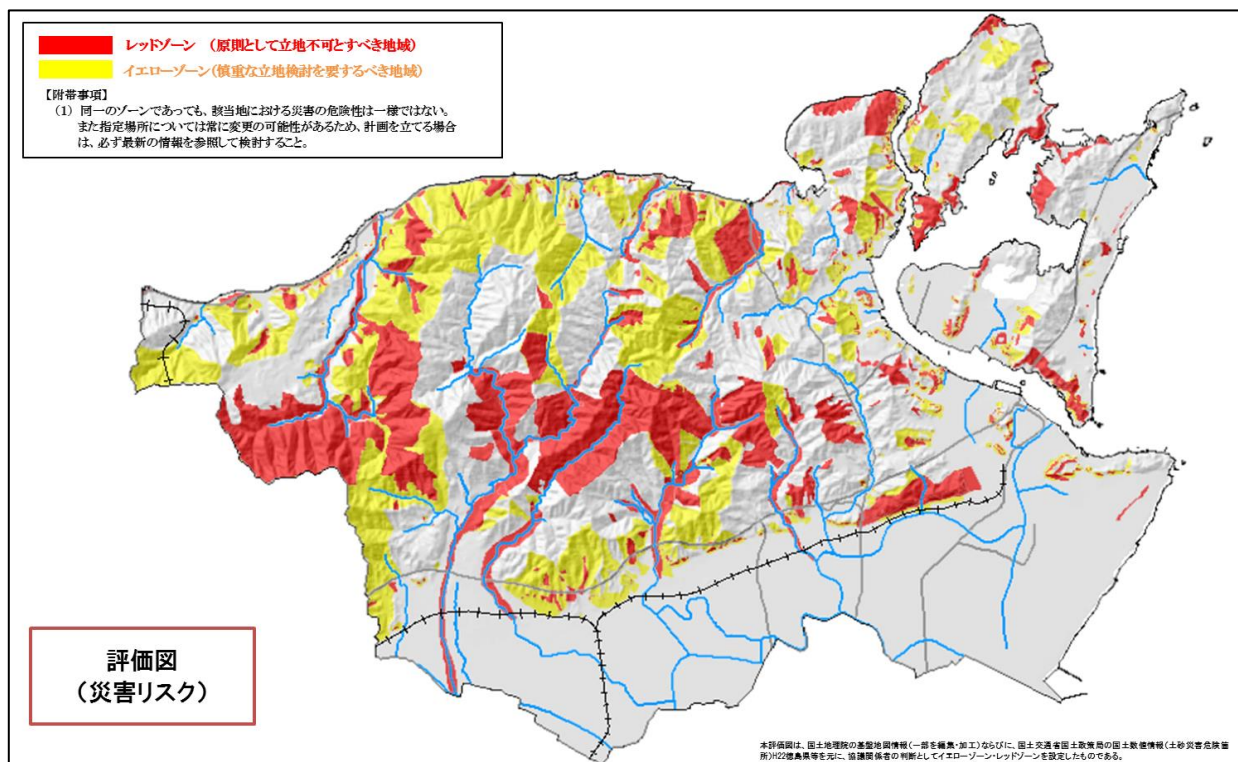 レッドゾーン (原則として立地不可とすべき地域)
イエローゾーン(慎重な立地検討を要するべき地域)
【附帯事項】
(1) 同一のゾーンであっても、該当地における災害の危険性は一様ではない。
また指定場所については常に変更の可能性があるため、計画を立てる場合
は、必ず最新の情報を参照して検討すること。
評価図
(災害リスク)
本評価図は、国土地理院の基盤地図情報(一部を編集・加工)ならびに、国土交通省国土政策局の国土数値情報(土砂災害危険箇
所)H22徳島県等を元に、協議関係者の判断としてイエローゾーン・レッドゾーンを設定したものである。